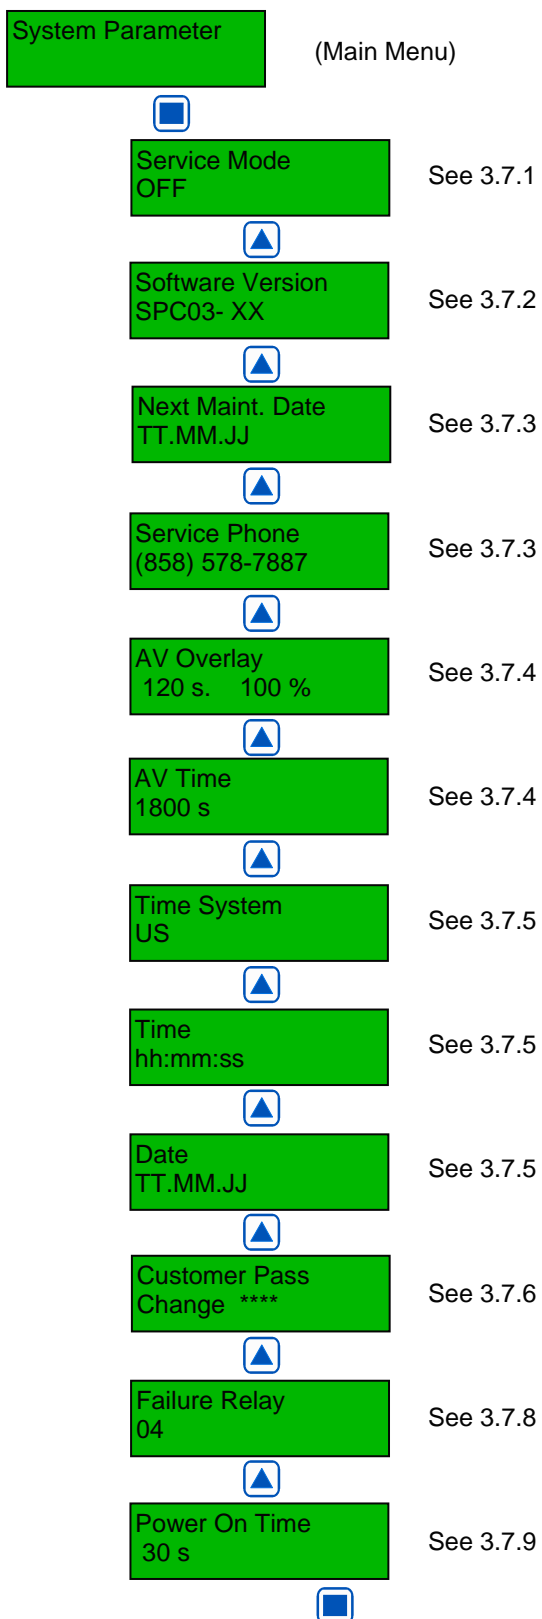 System Parameter
(Main Menu)
Service Mode
OFF
See 3.7.1
Software Version
SPC03- XX
See 3.7.2
Next Maint. Date
TT.MM.JJ
See 3.7.3
Service Phone
(858) 578-7887
See 3.7.3
AV Overlay
120 s. 100 %
See 3.7.4
AV Time
1800 s
See 3.7.4
Time System
US
See 3.7.5
Time
hh:mm:ss
See 3.7.5
Date
TT.MM.JJ
See 3.7.5
Customer Pass
Change ****
See 3.7.6
Failure Relay
04
See 3.7.8
Power On Time
30 s
See 3.7.9